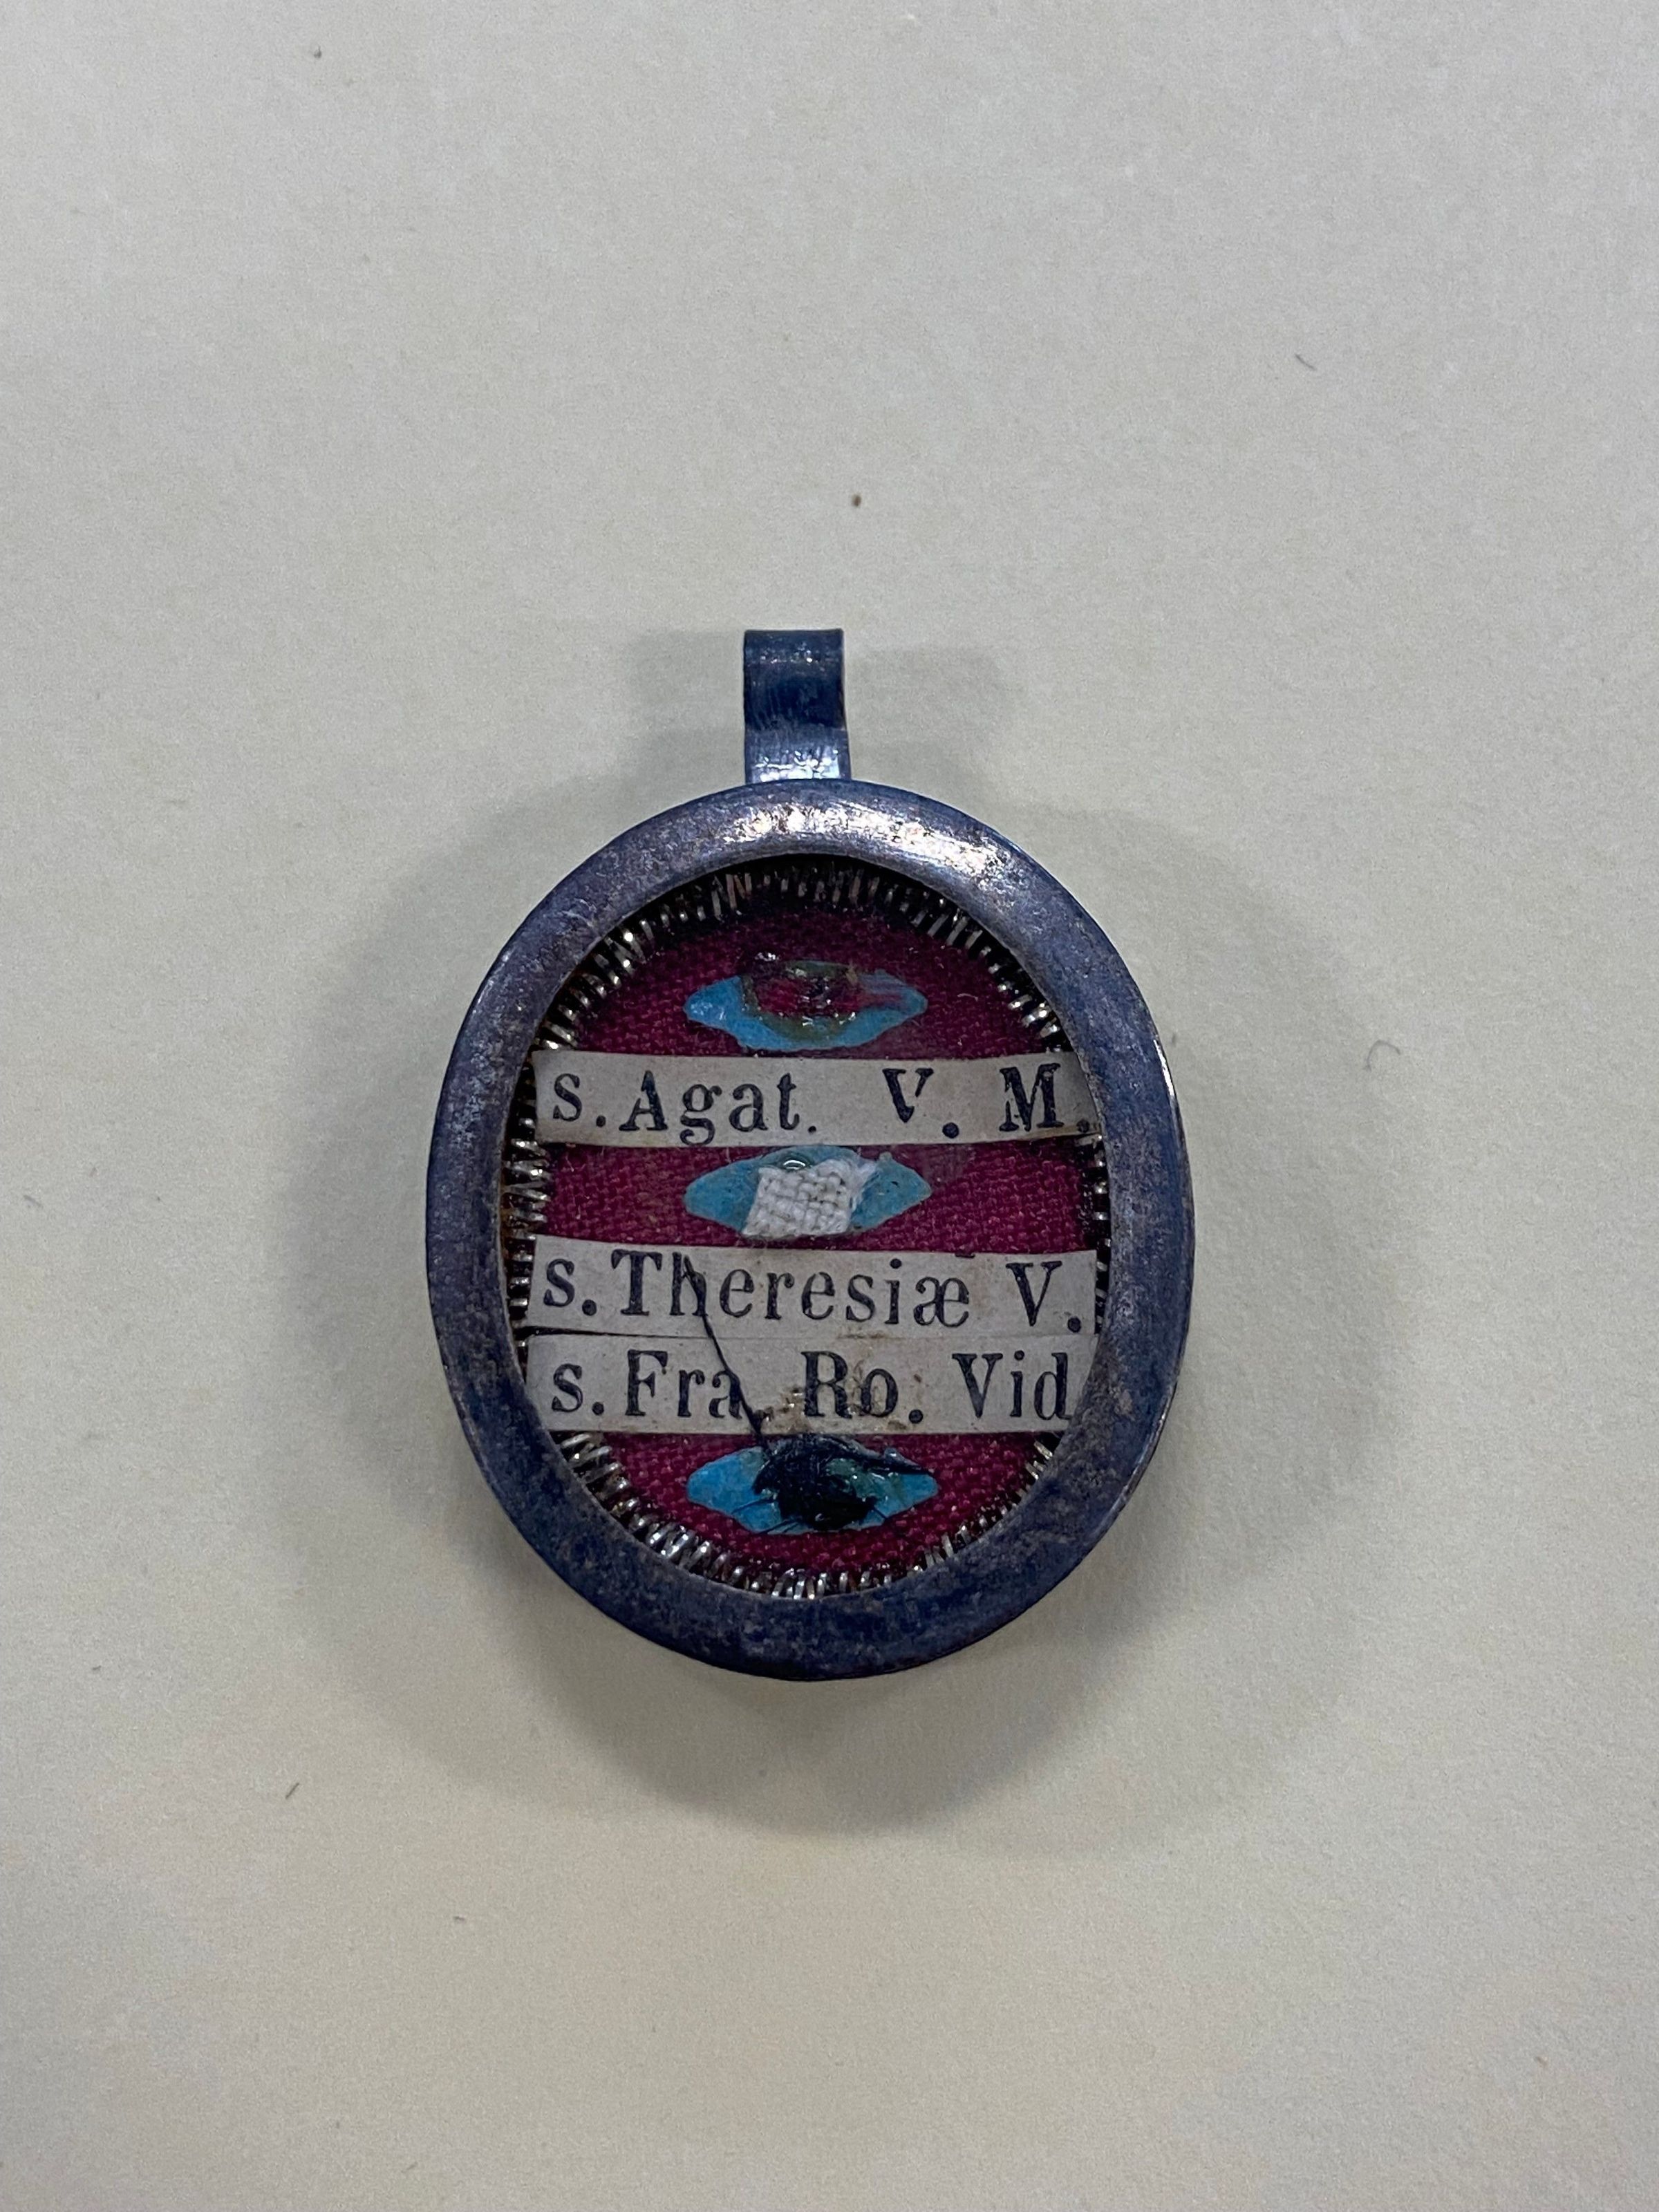 s. Agat. V. M.
s. Theresiæ V.
s. Fra. Ro. Vid